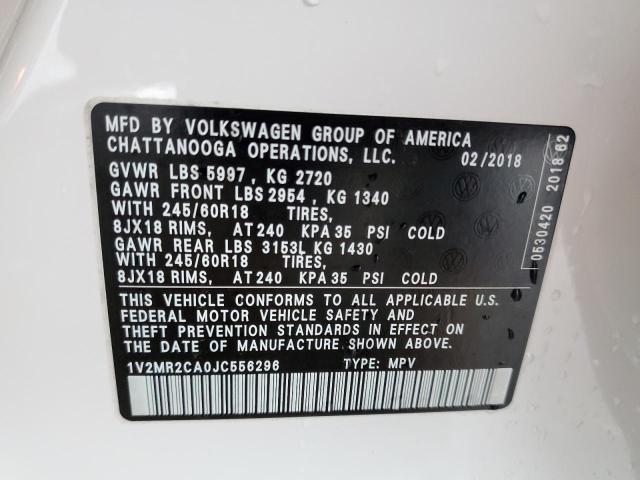 MFD BY VOLKSWAGEN GROUP OF AMERICA
CHATTANOOGA OPERATIONS, LLC. 02/2018
GVWR LBS 5997 , KG 2720
GAWR FRONT LBS 2954 , KG 1340
WITH 245/60R18 TIRES,
8JX18 RIMS, AT 240 KPA 35 PSI COLD
GAWR REAR LBS 3153L KG 1430
WITH 245/60R18 TIRES,
8JX18 RIMS, AT 240 KPA 35 PSI COLD
THIS VEHICLE CONFORMS TO ALL APPLICABLE U.S.
FEDERAL MOTOR VEHICLE SAFETY AND
THEFT PREVENTION STANDARDS IN EFFECT ON
THE DATE OF MANUFACTURE SHOWN ABOVE.
1V2MR2CA0JC556296 TYPE: MPV
0530420 2018 62